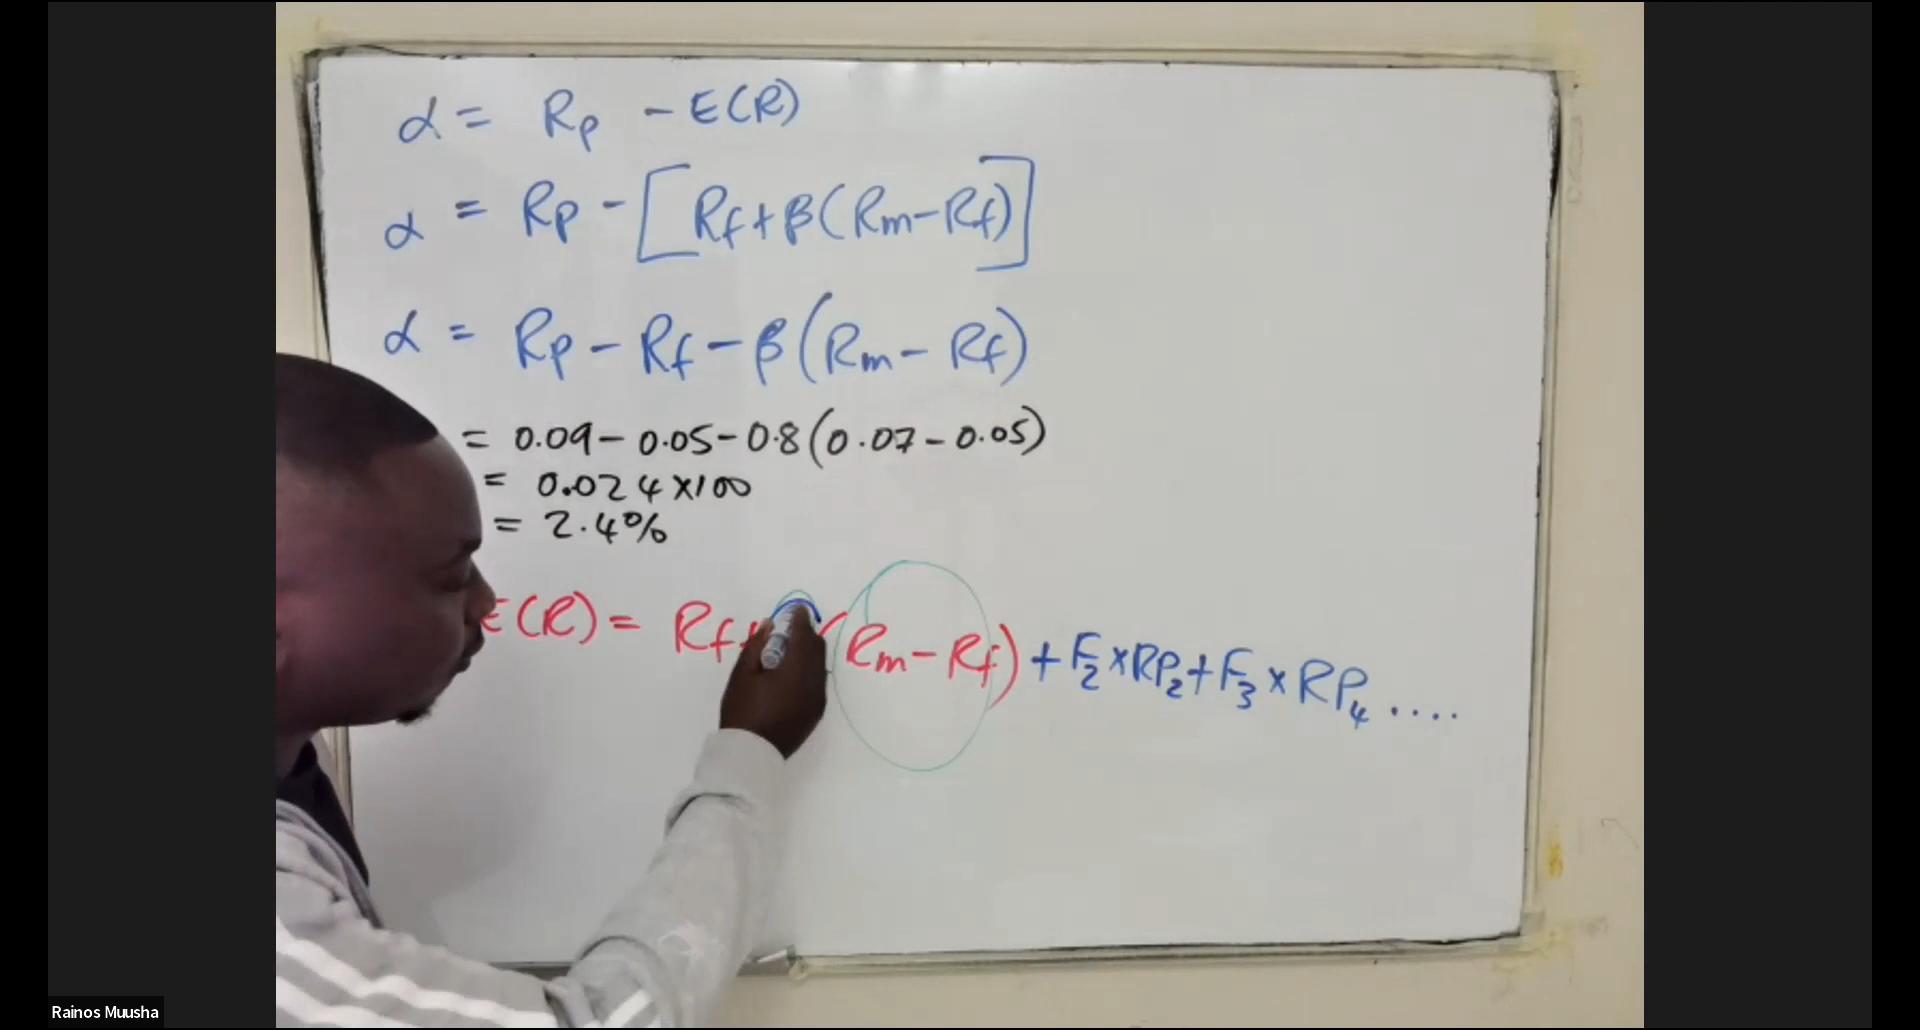 α = Rp - E(R)
α = Rp - [Rf + β(Rm - Rf)]
α = Rp - Rf - β(Rm - Rf)
= 0.09 - 0.05 - 0.8(0.07 - 0.05)
= 0.024 x 100
= 2.4%
E(R) = Rf + (Rm - Rf) + F2 x RP2 + F3 x RP4 ....
Rainos Muusha